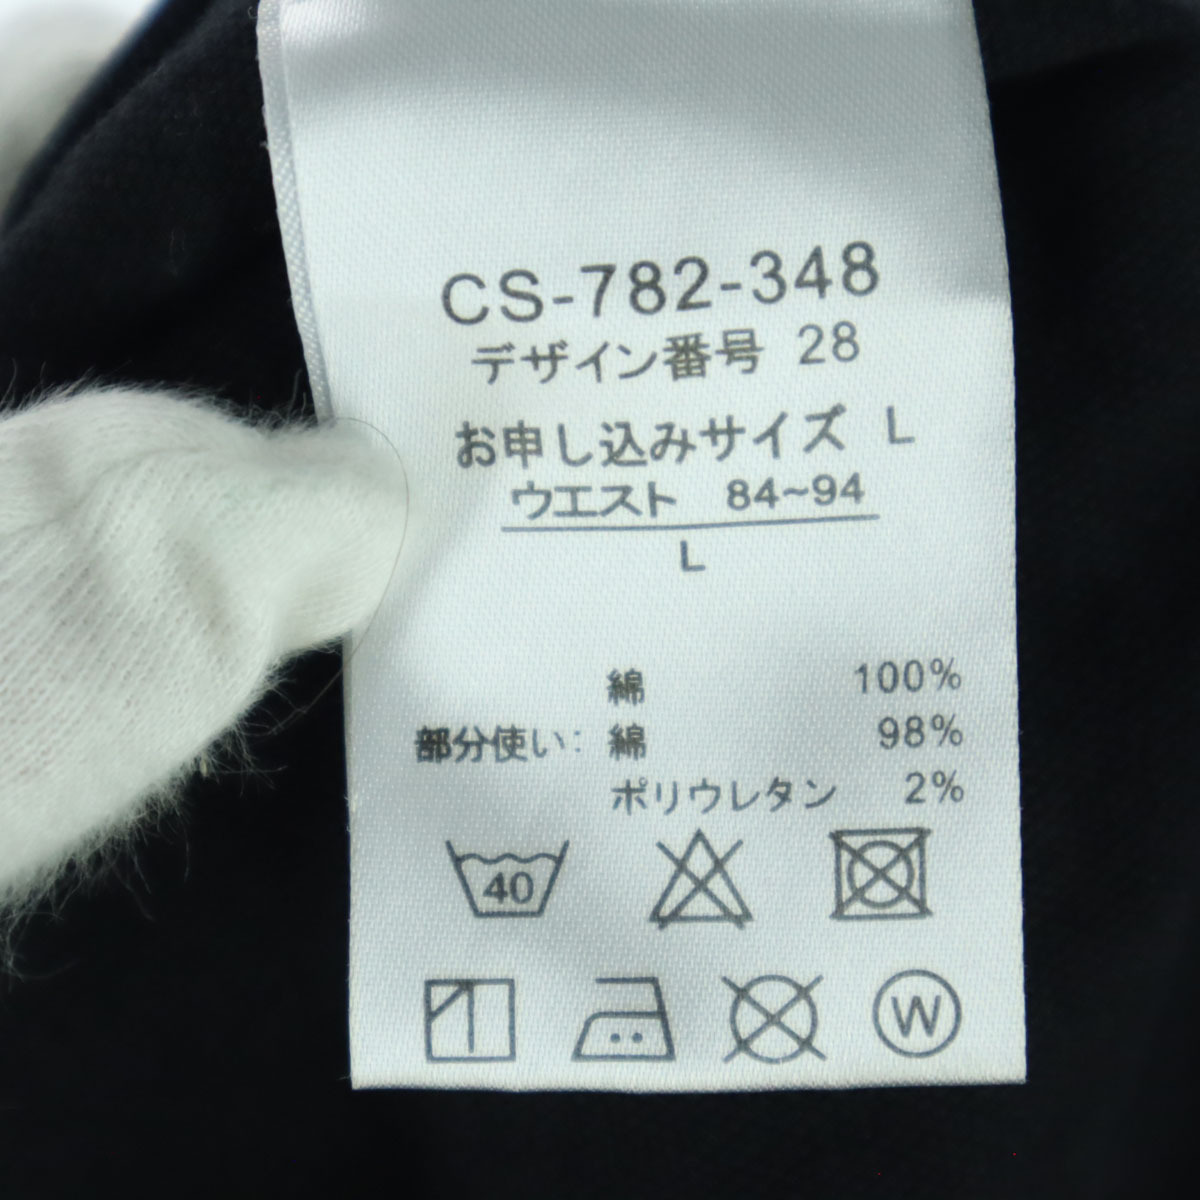 CS-782-348
デザイン番号 28
お申し込みサイズ L
ウエスト 84~94
L
綿 100%
部分使い: 綿 98%
ポリウレタン 2%
40
W